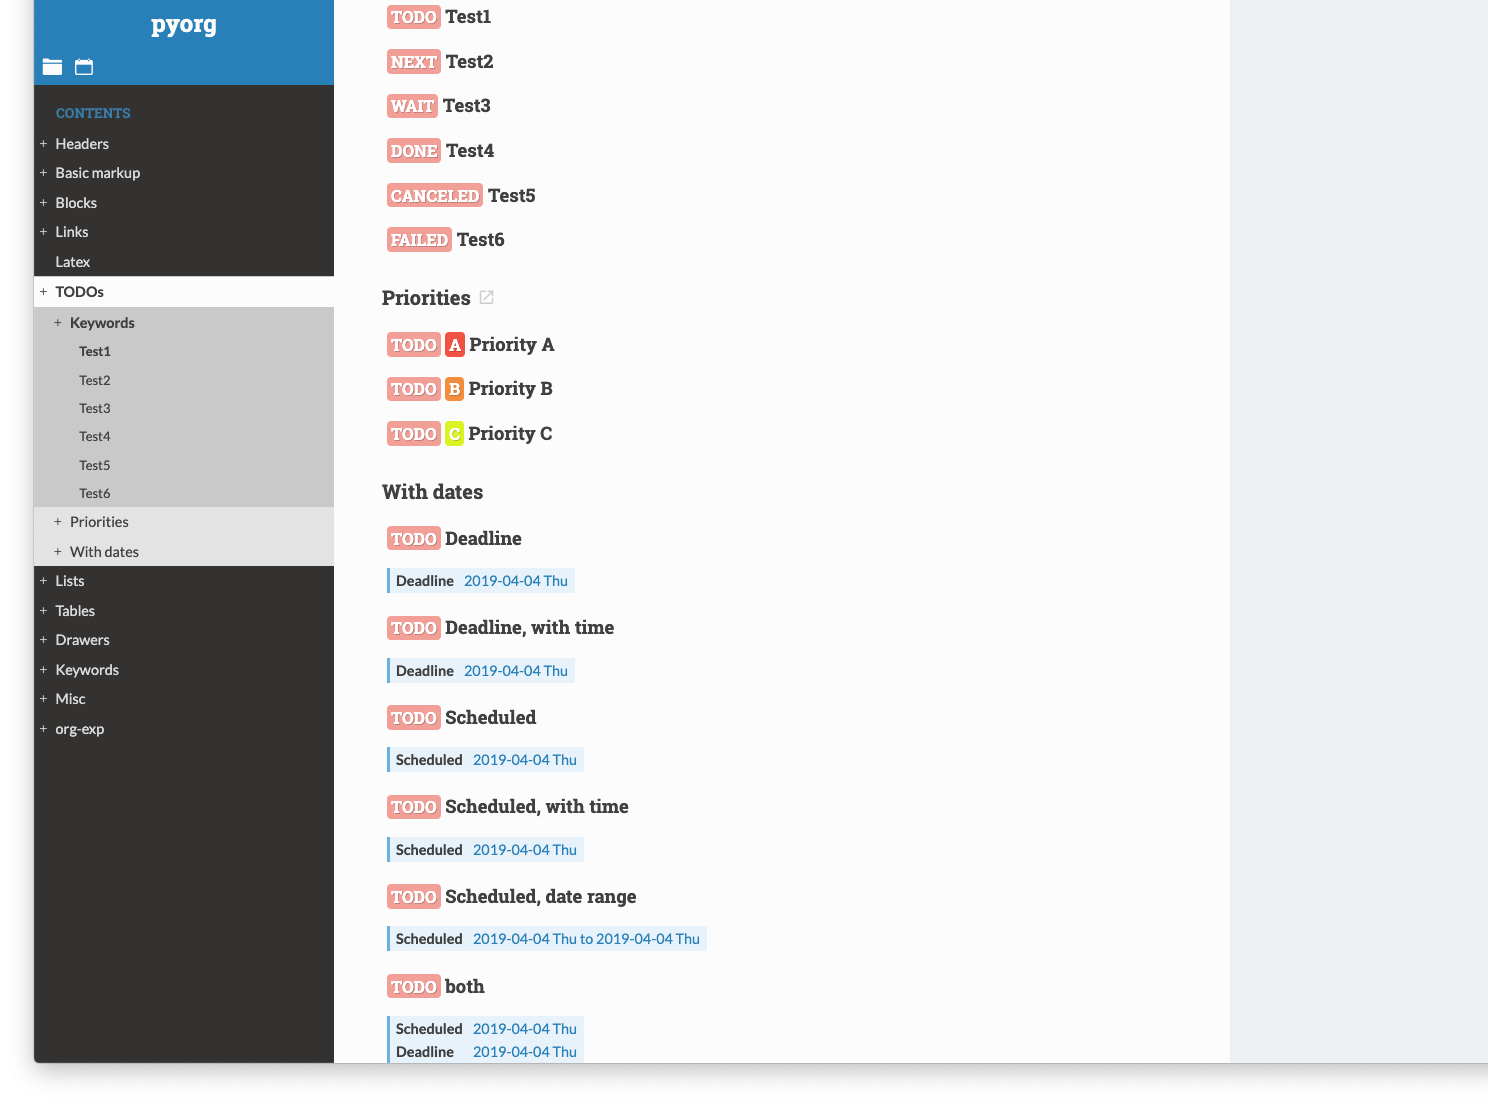 pyorg
CONTENTS
+ Headers
+ Basic markup
+ Blocks
+ Links
Latex
+ TODOs
+ Keywords
Test1
Test2
Test3
Test4
Test5
Test6
+ Priorities
+ With dates
+ Lists
+ Tables
+ Drawers
+ Keywords
+ Misc
+ org-exp
TODO Test1
NEXT Test2
WAIT Test3
DONE Test4
CANCELED Test5
FAILED Test6
Priorities
TODO A Priority A
TODO B Priority B
TODO C Priority C
With dates
TODO Deadline
Deadline 2019-04-04 Thu
TODO Deadline, with time
Deadline 2019-04-04 Thu
TODO Scheduled
Scheduled 2019-04-04 Thu
TODO Scheduled, with time
Scheduled 2019-04-04 Thu
TODO Scheduled, date range
Scheduled 2019-04-04 Thu to 2019-04-04 Thu
TODO both
Scheduled 2019-04-04 Thu
Deadline 2019-04-04 Thu